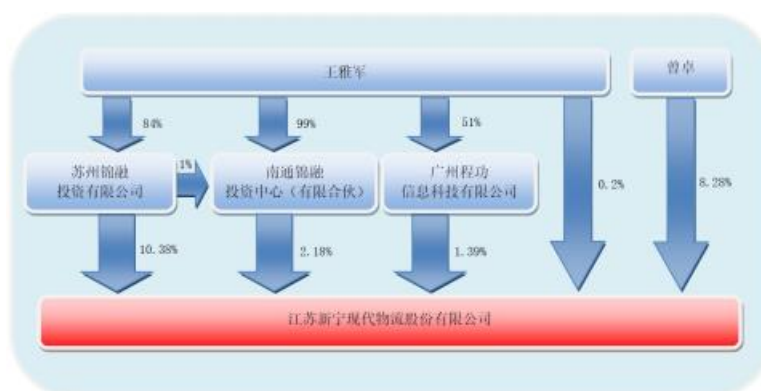 王雅军
曾卓
84%
99%
51%
苏州锦融
投资有限公司
1%
南通锦融
投资中心（有限合伙）
广州程功
信息科技有限公司
0.2%
8.28%
10.38%
2.18%
1.39%
江苏新宁现代物流股份有限公司